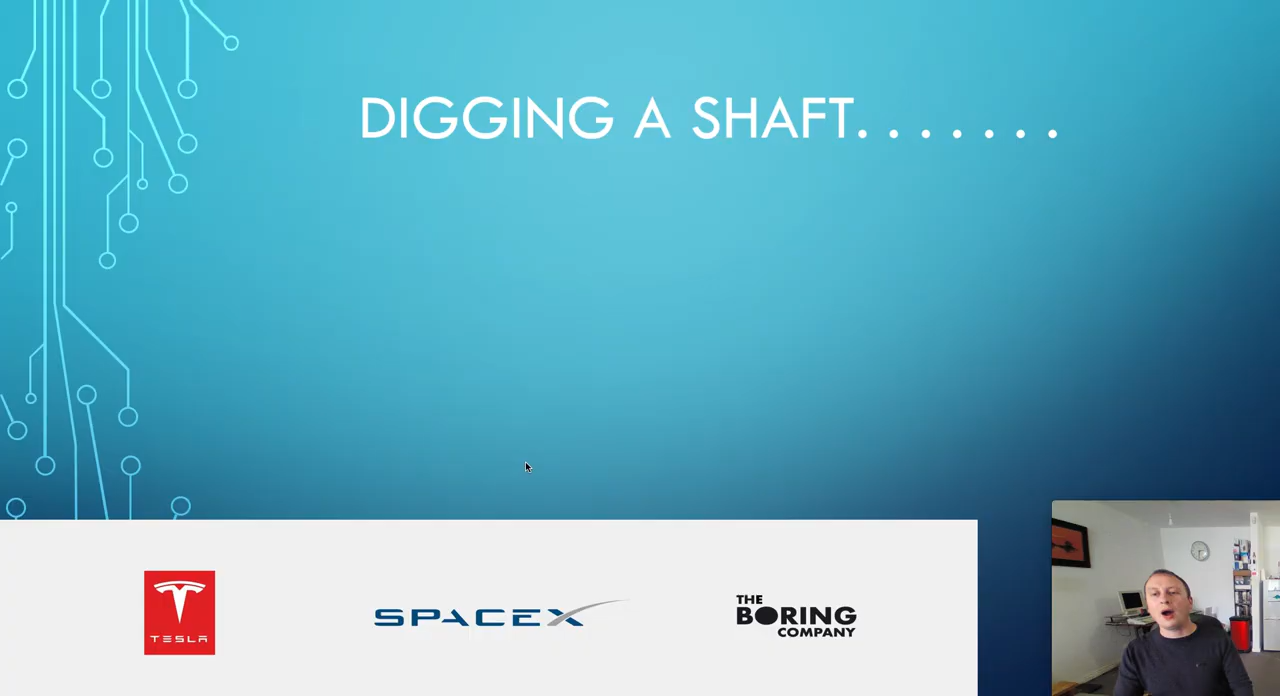 DIGGING A SHAFT.......
TESLA
SPACEX
THE
BORING
COMPANY